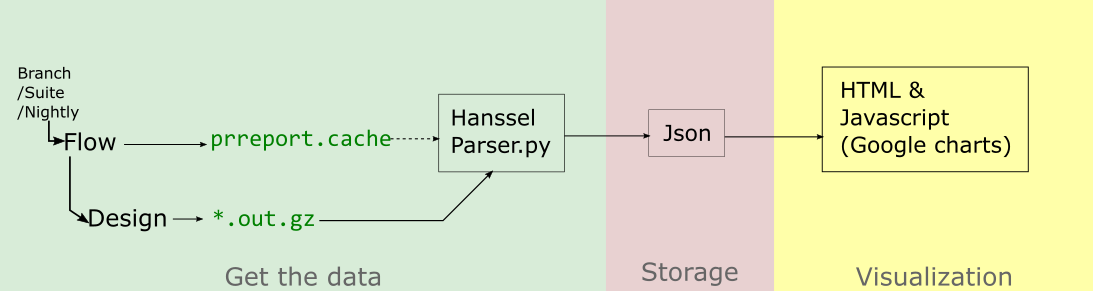 Branch
/Suite
/Nightly
Flow
prreport.cache
Hanssel
Parser.py
Json
HTML &
Javascript
(Google charts)
Design
*.out.gz
Get the data
Storage
Visualization